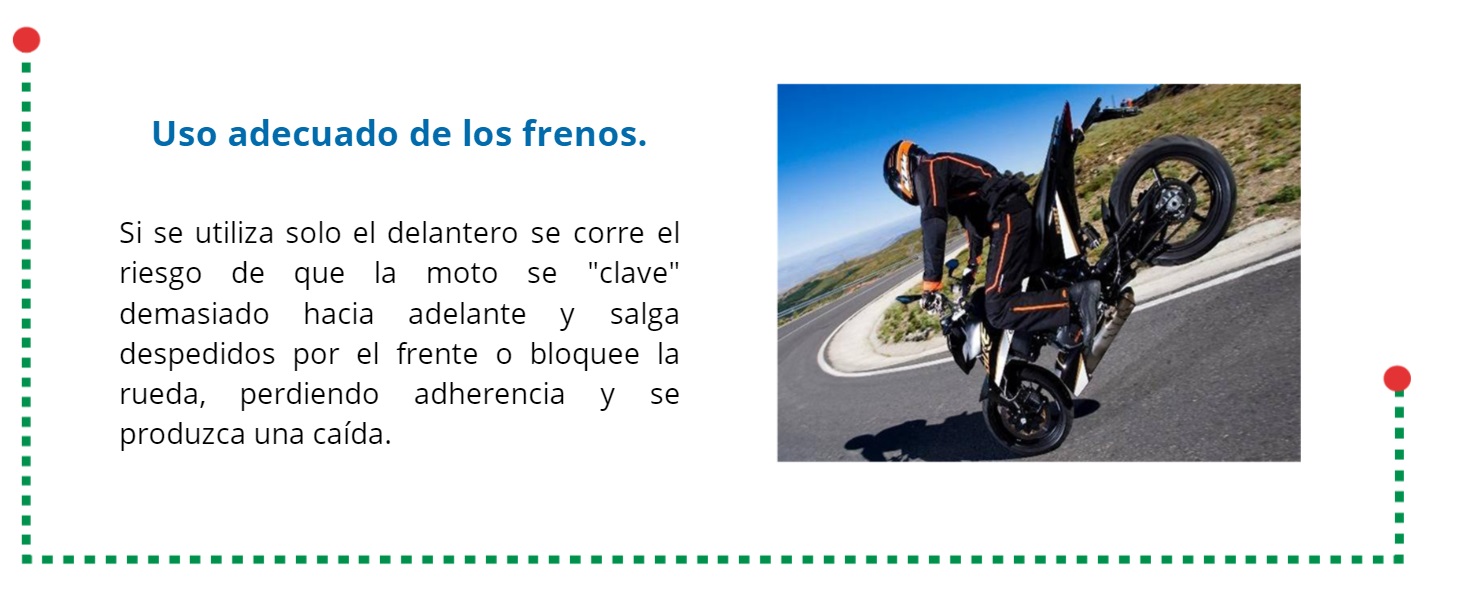 Uso adecuado de los frenos.
Si se utiliza solo el delantero se corre el
riesgo de que la moto se "clave"
demasiado hacia adelante y salga
despedidos por el frente o bloquee la
rueda, perdiendo adherencia y se
produzca una caída.